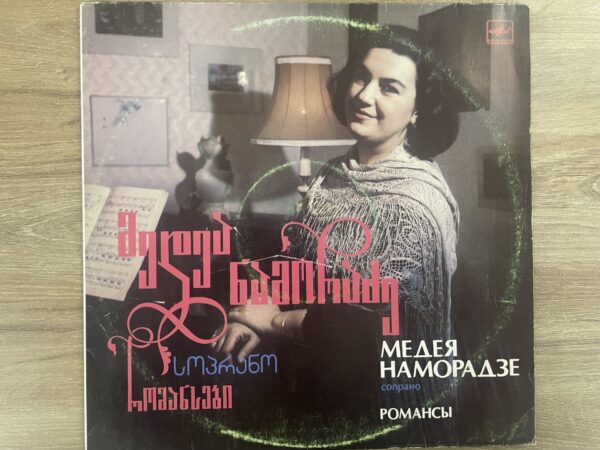 მედეა
ნამორაძე
სოპრანო
რომანსები
МЕДЕЯ
НАМОРАДЗЕ
сопрано
РОМАНСЫ